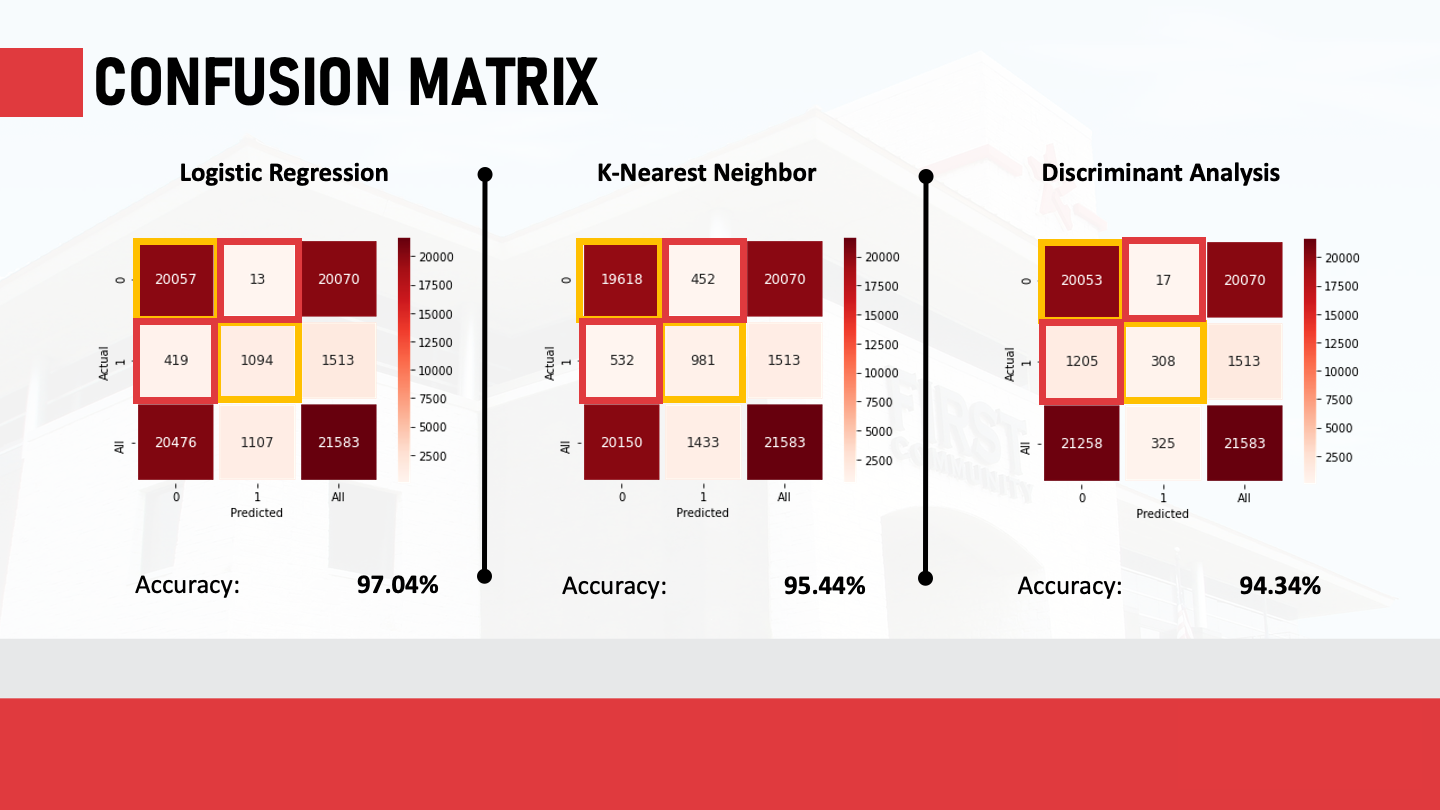 CONFUSION MATRIX
Logistic Regression
K-Nearest Neighbor
Discriminant Analysis
0
20057 13 20070
Actual
1
419 1094 1513
All
20476 1107 21583
0 1 All
Predicted
20000
17500
15000
12500
10000
7500
5000
2500
0
19618 452 20070
Actual
1
532 981 1513
All
20150 1433 21583
0 1 All
Predicted
20000
17500
15000
12500
10000
7500
5000
2500
0
20053 17 20070
Actual
1
1205 308 1513
All
21258 325 21583
0 1 All
Predicted
20000
17500
15000
12500
10000
7500
5000
2500
FIRST
COMMUNITY
Accuracy: 97.04%
Accuracy: 95.44%
Accuracy: 94.34%